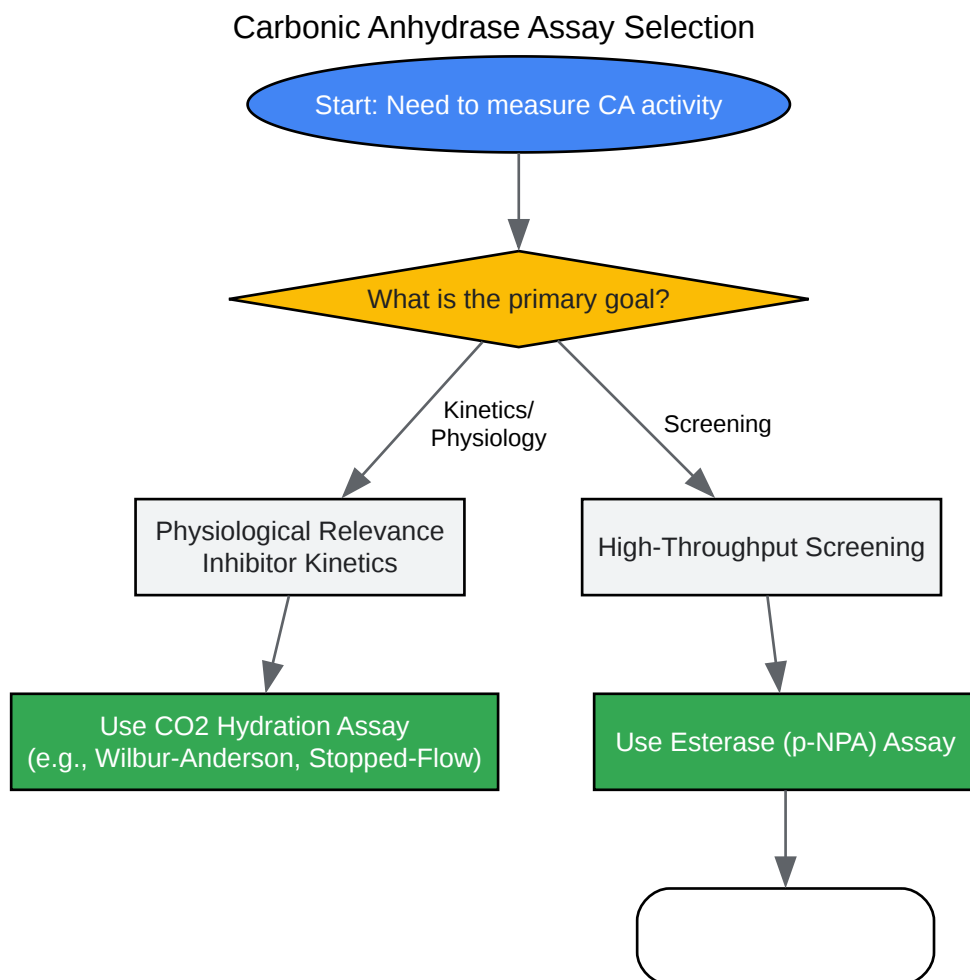 Carbonic Anhydrase Assay Selection
Start: Need to measure CA activity
What is the primary goal?
Kinetics/
Physiology
Screening
Physiological Relevance
Inhibitor Kinetics
High-Throughput Screening
Use CO2 Hydration Assay
(e.g., Wilbur-Anderson, Stopped-Flow)
Use Esterase (p-NPA) Assay